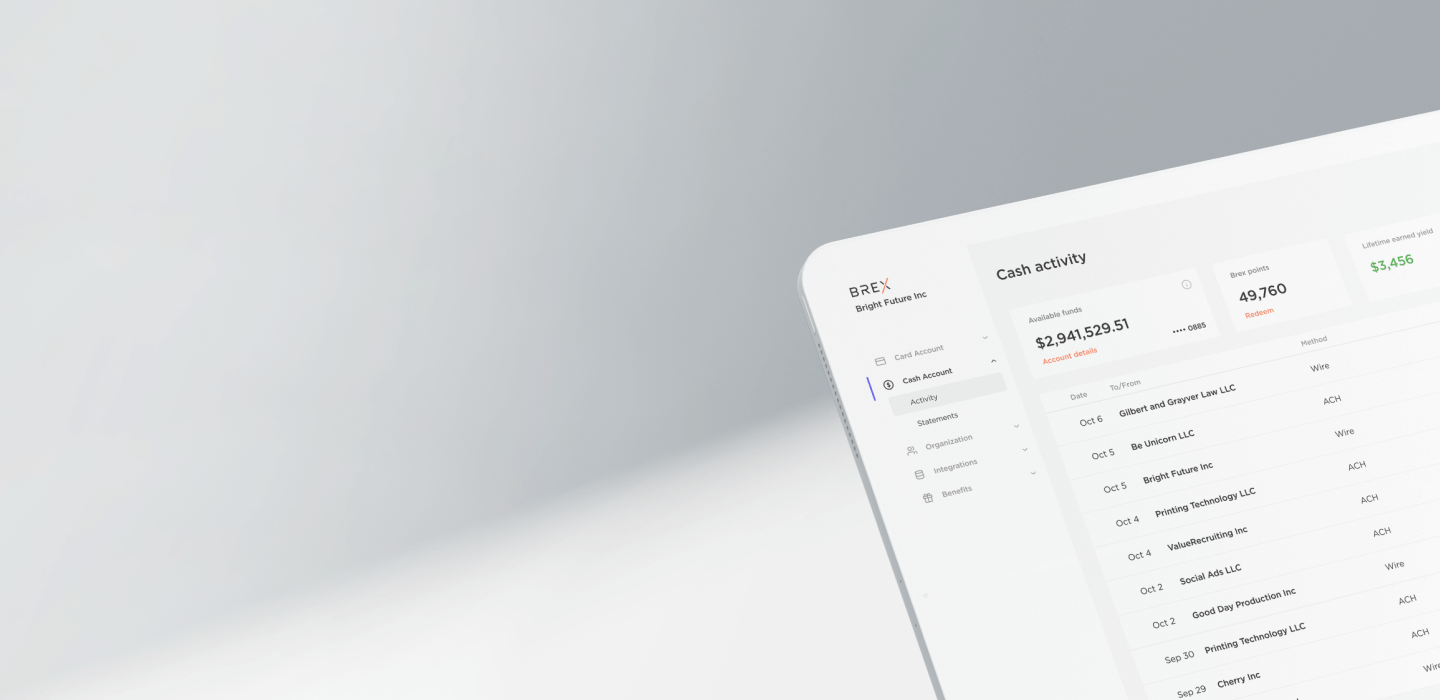 BREX
Bright Future Inc
Card Account
Cash Account
Activity
Statements
Organization
Integrations
Benefits
Cash activity
Available funds
$2,941,529.51
•••• 0885
Account details
Brex points
49,760
Redeem
Lifetime earned yield
$3,456
Date To/From Method
Oct 6 Gilbert and Grayver Law LLC Wire
Oct 5 Be Unicorn LLC ACH
Oct 5 Bright Future Inc Wire
Oct 4 Printing Technology LLC ACH
Oct 4 ValueRecruiting Inc ACH
Oct 2 Social Ads LLC ACH
Oct 2 Good Day Production Inc Wire
Sep 30 Printing Technology LLC ACH
Sep 29 Cherry Inc ACH
Wire